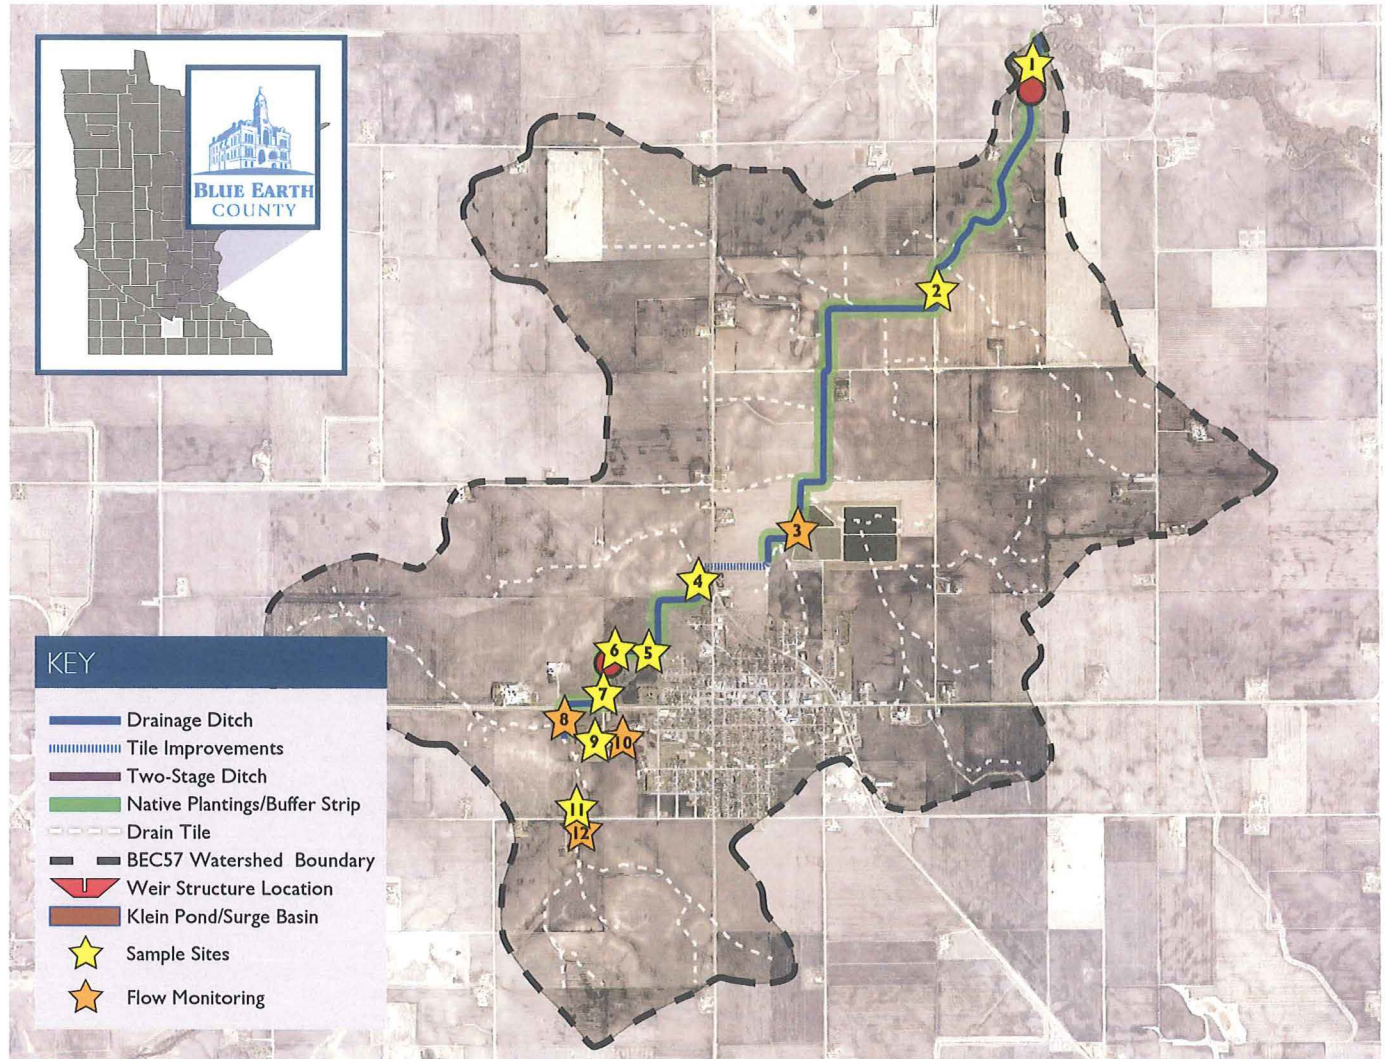 BLUE EARTH
COUNTY
1
2
3
4
6
5
7
8
9
10
11
12
KEY
Drainage Ditch
Tile Improvements
Two-Stage Ditch
Native Plantings/Buffer Strip
Drain Tile
BEC57 Watershed Boundary
Weir Structure Location
Klein Pond/Surge Basin
Sample Sites
Flow Monitoring